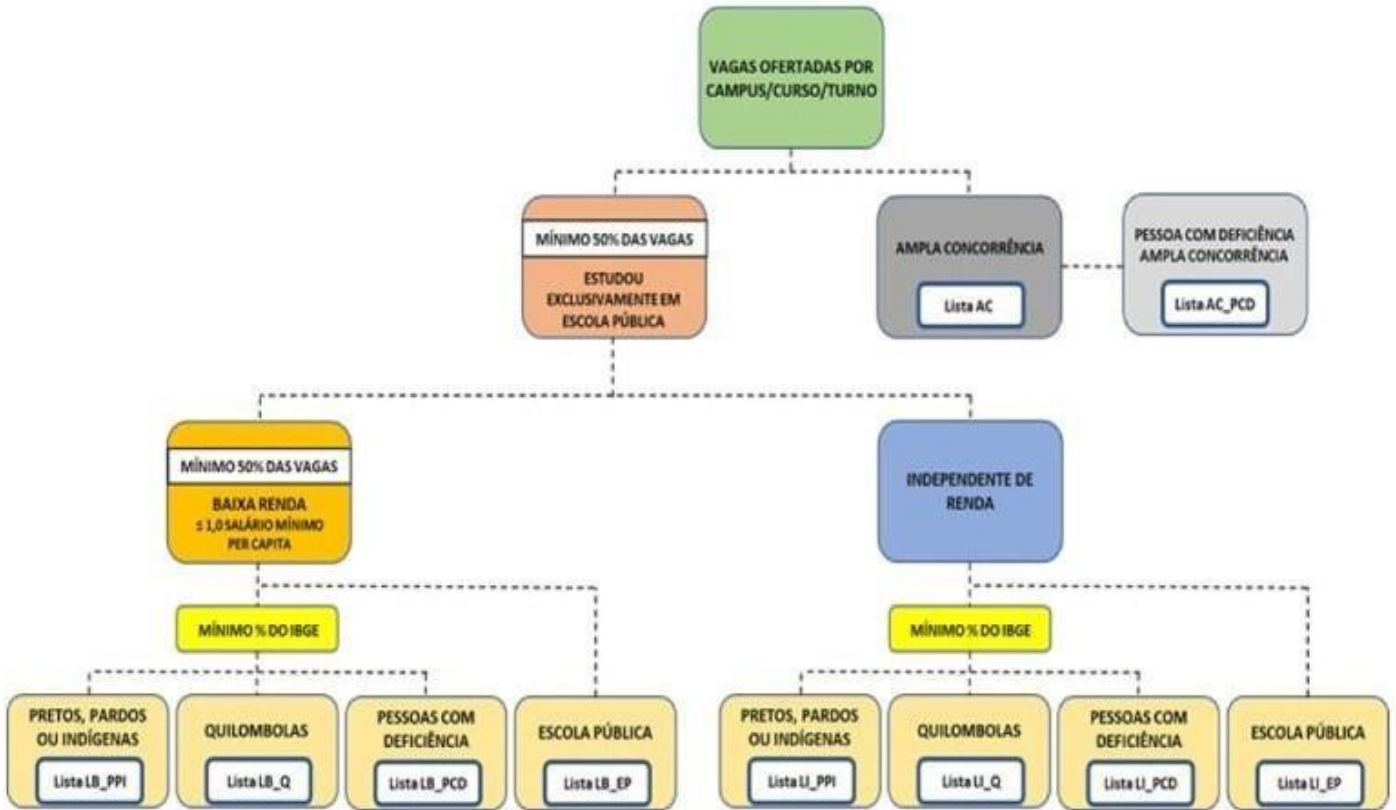 VAGAS OFERTADAS POR
CAMPUS/CURSO/TURNO
MÍNIMO 50% DAS VAGAS
ESTUDOU
EXCLUSIVAMENTE EM
ESCOLA PÚBLICA
AMPLA CONCORRÊNCIA
Lista AC
PESSOA COM DEFICIÊNCIA
AMPLA CONCORRÊNCIA
Lista AC_PCD
MÍNIMO 50% DAS VAGAS
BAIXA RENDA
≤ 1,0 SALÁRIO MÍNIMO
PER CAPITA
INDEPENDENTE DE
RENDA
MÍNIMO % DO IBGE
MÍNIMO % DO IBGE
PRETOS, PARDOS
OU INDÍGENAS
Lista LB_PPI
QUILOMBOLAS
Lista LB_Q
PESSOAS COM
DEFICIÊNCIA
Lista LB_PCD
ESCOLA PÚBLICA
Lista LB_EP
PRETOS, PARDOS
OU INDÍGENAS
Lista LI_PPI
QUILOMBOLAS
Lista LI_Q
PESSOAS COM
DEFICIÊNCIA
Lista LI_PCD
ESCOLA PÚBLICA
Lista LI_EP